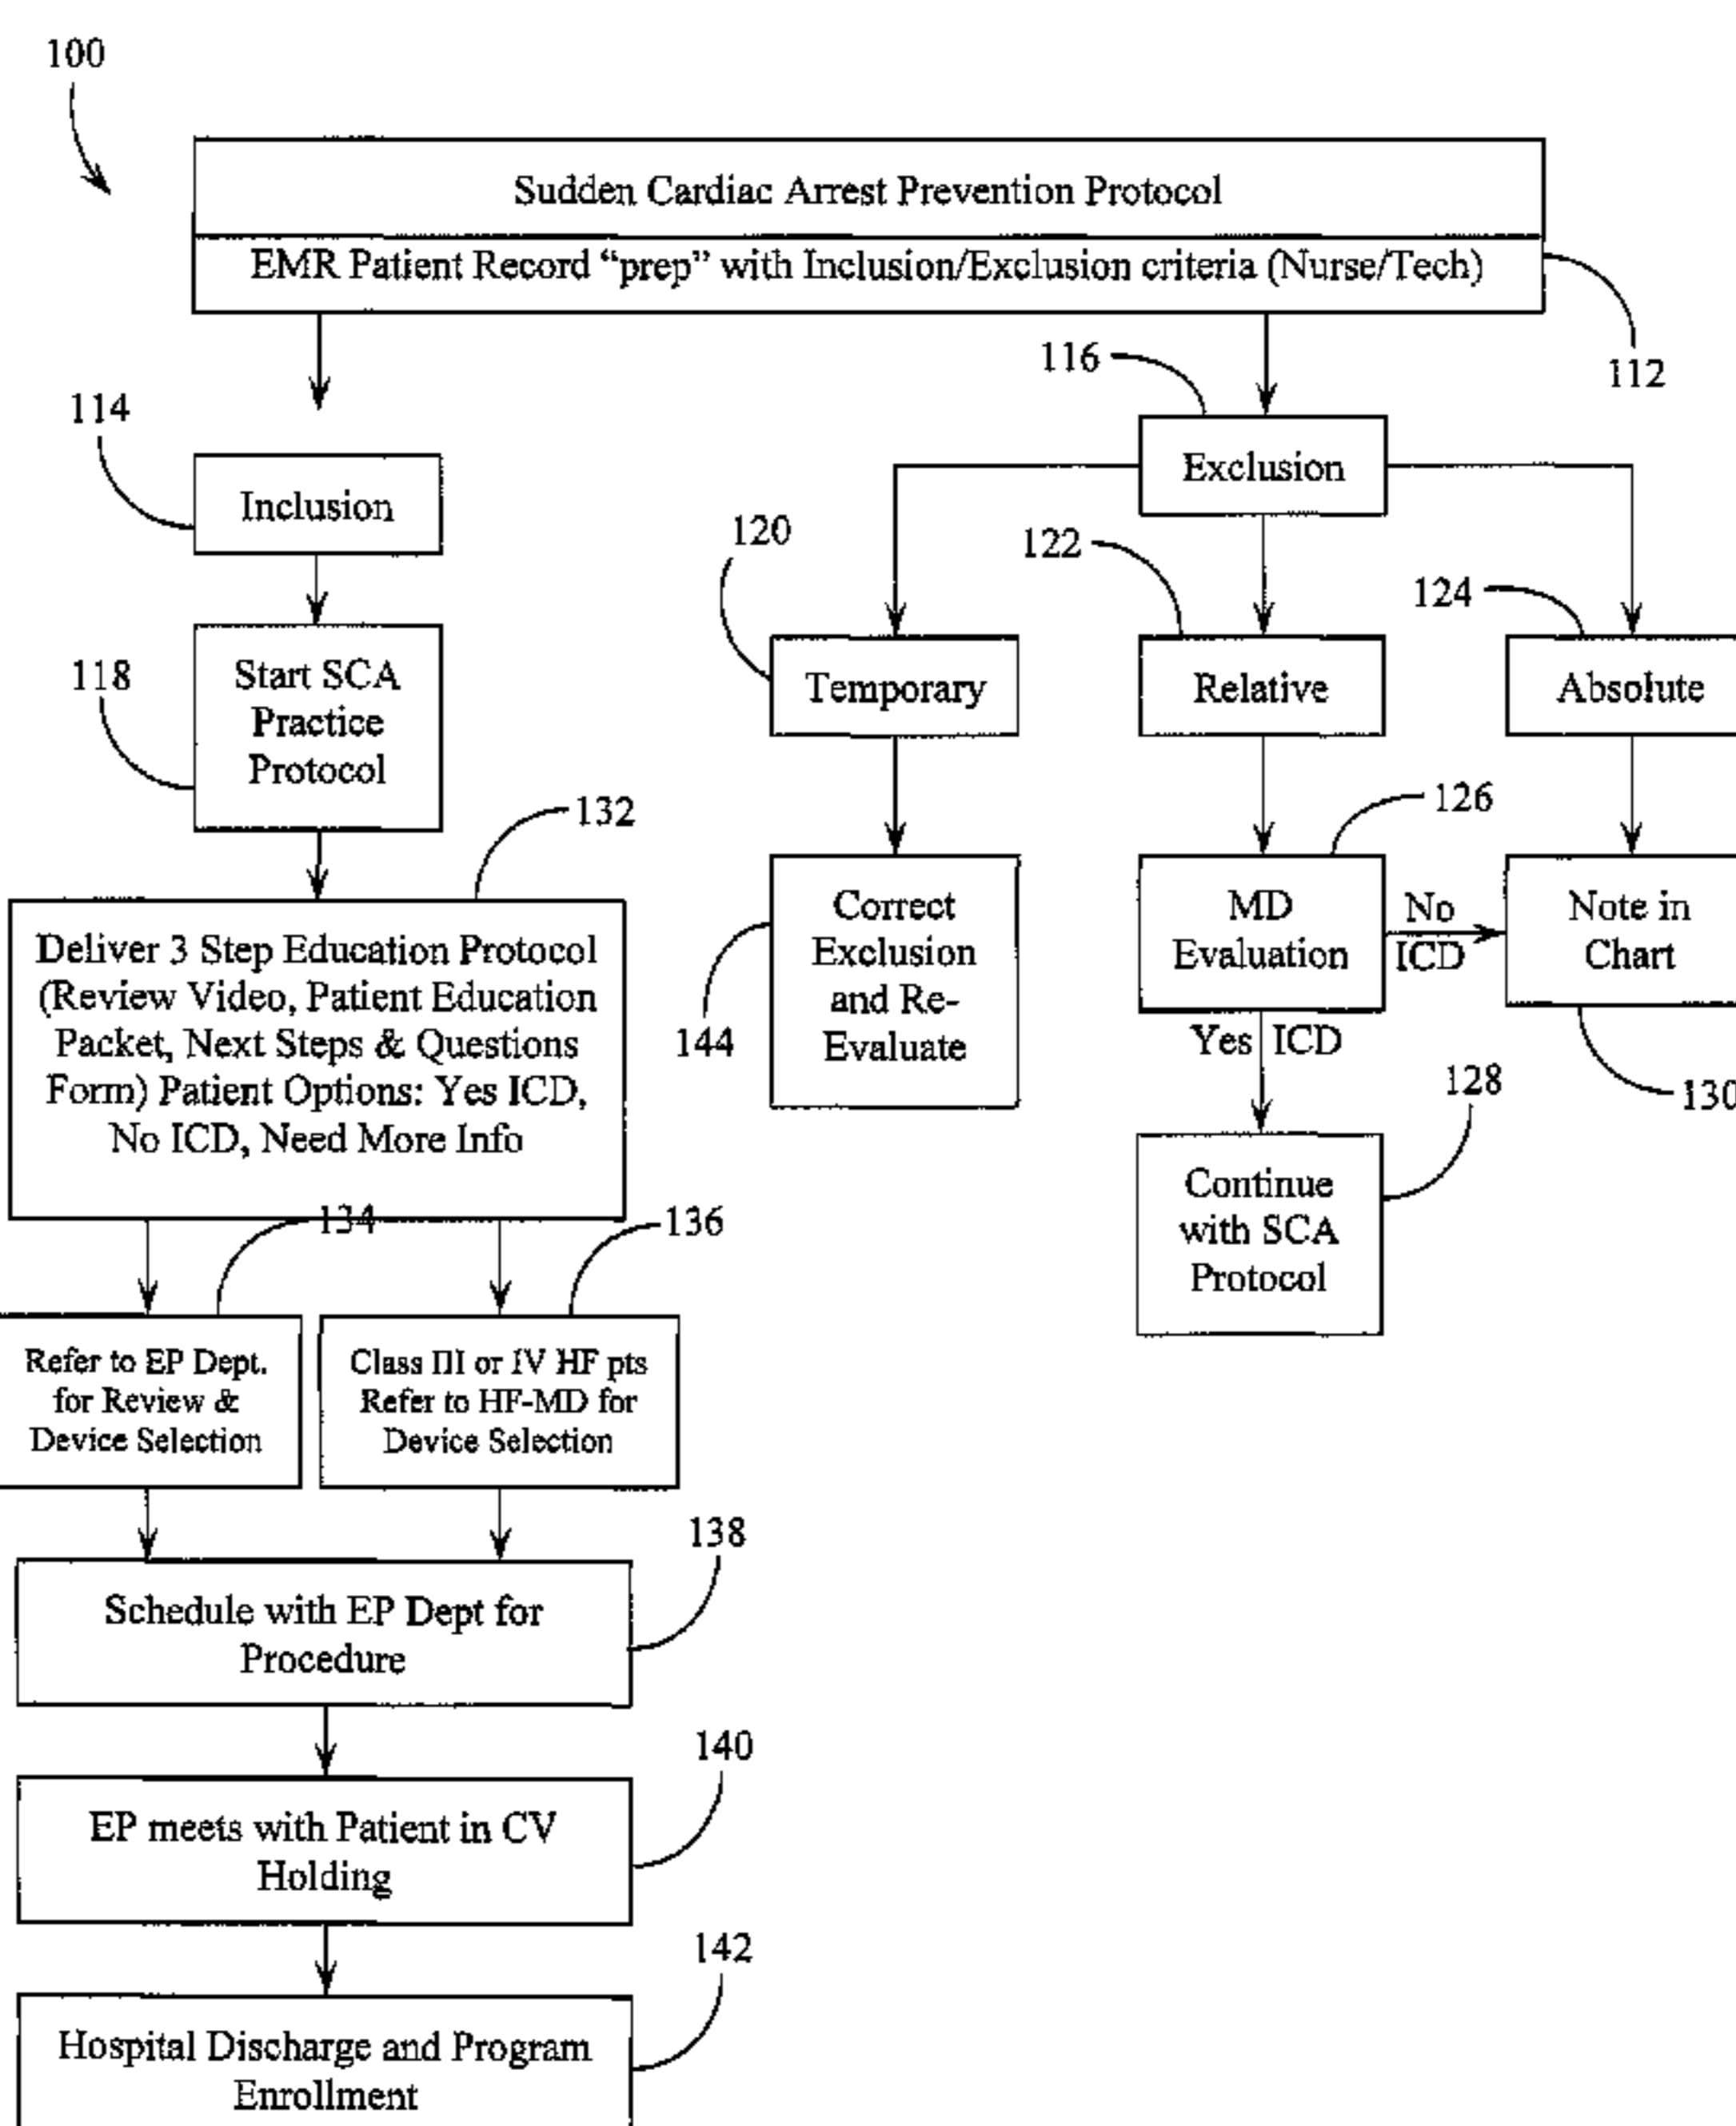 100
Sudden Cardiac Arrest Prevention Protocol
EMR Patient Record “prep” with Inclusion/Exclusion criteria (Nurse/Tech)
112
114
Inclusion
116
Exclusion
118
Start SCA
Practice
Protocol
120
Temporary
122
Relative
124
Absolute
132
Deliver 3 Step Education Protocol
(Review Video, Patient Education
Packet, Next Steps & Questions
Form) Patient Options: Yes ICD,
No ICD, Need More Info
144
Correct
Exclusion
and Re-
Evaluate
126
MD
Evaluation
No
ICD
Note in
Chart
130
Yes ICD
128
Continue
with SCA
Protocol
134
Refer to EP Dept.
for Review &
Device Selection
136
Class III or IV HF pts
Refer to HF-MD for
Device Selection
138
Schedule with EP Dept for
Procedure
140
EP meets with Patient in CV
Holding
142
Hospital Discharge and Program
Enrollment